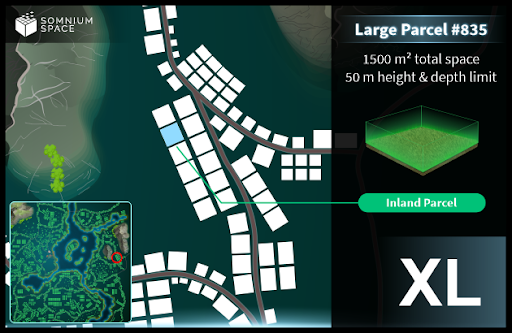 SOMNIUM
SPACE
Large Parcel #835
1500 m² total space
50 m height & depth limit
Inland Parcel
XL